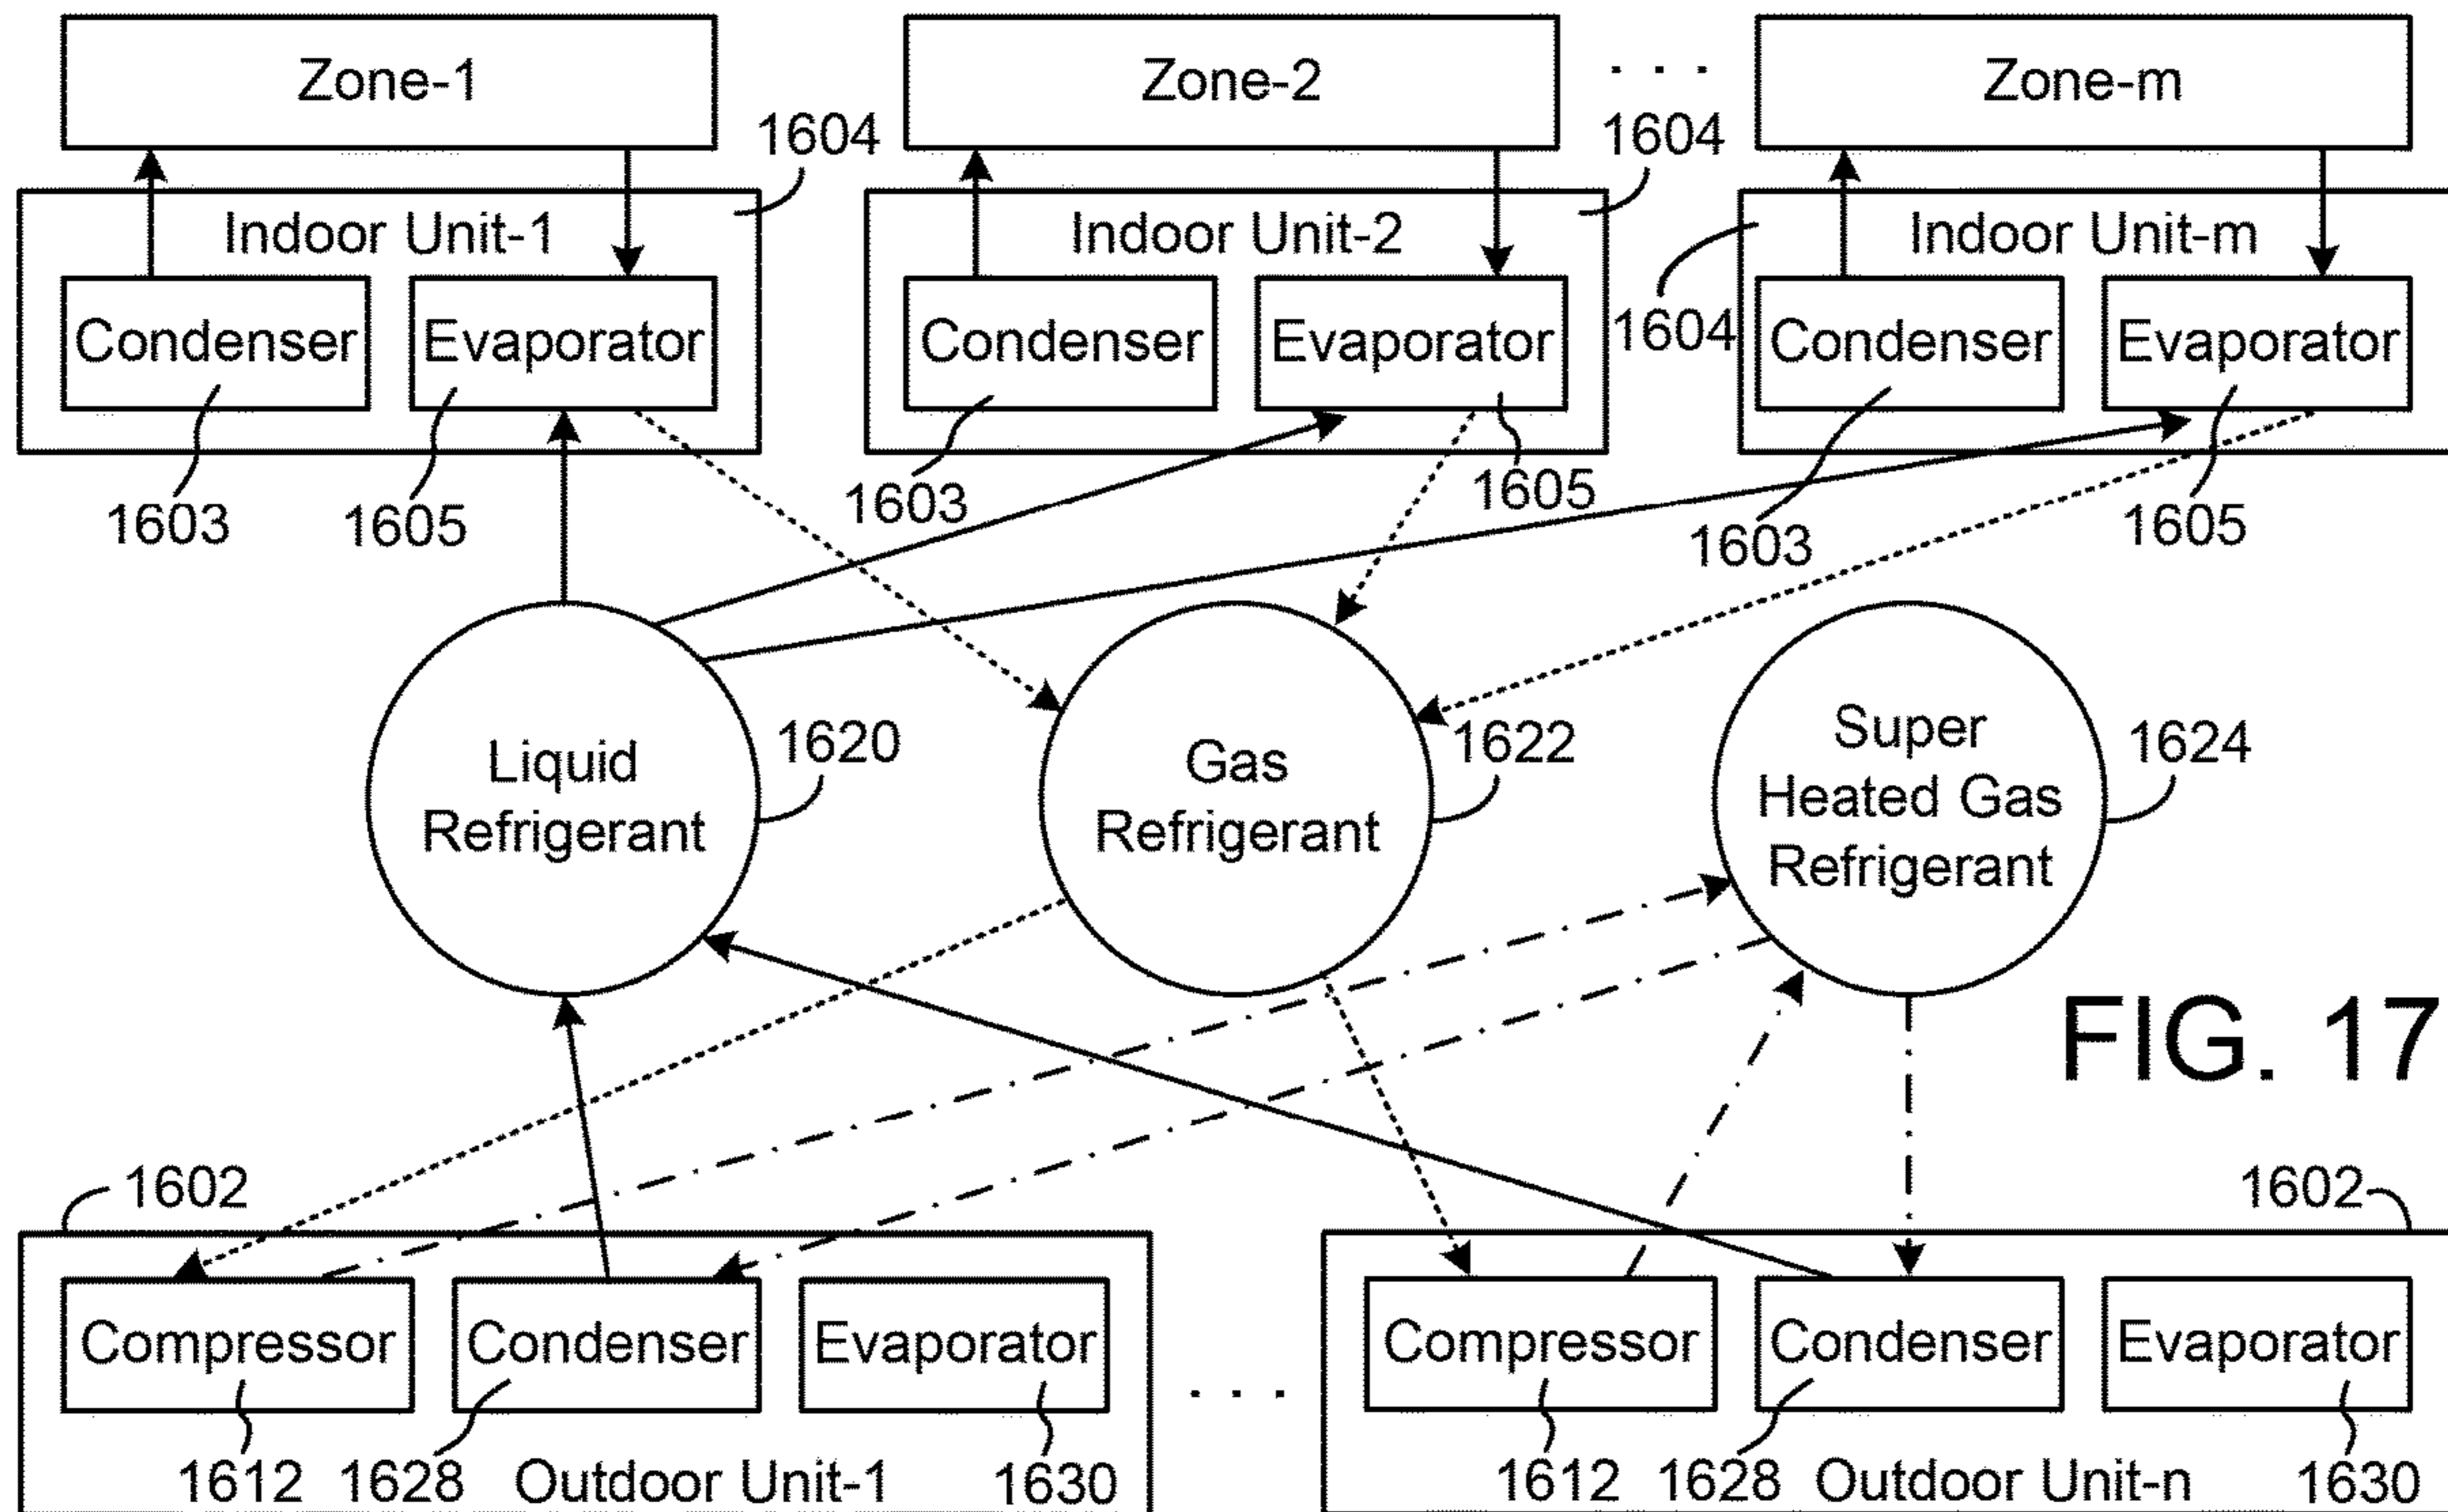 Zone-1
Zone-2
. . .
Zone-m
1604
1604
Indoor Unit-1
Indoor Unit-2
Indoor Unit-m
Condenser
Evaporator
Condenser
Evaporator
1604
Condenser
Evaporator
1603
1605
1603
1605
1603
1605
Liquid
Refrigerant
1620
Gas
Refrigerant
1622
Super
Heated Gas
Refrigerant
1624
FIG. 17
1602
1602
Compressor
Condenser
Evaporator
. . .
Compressor
Condenser
Evaporator
1612
1628
Outdoor Unit-1
1630
1612
1628
Outdoor Unit-n
1630